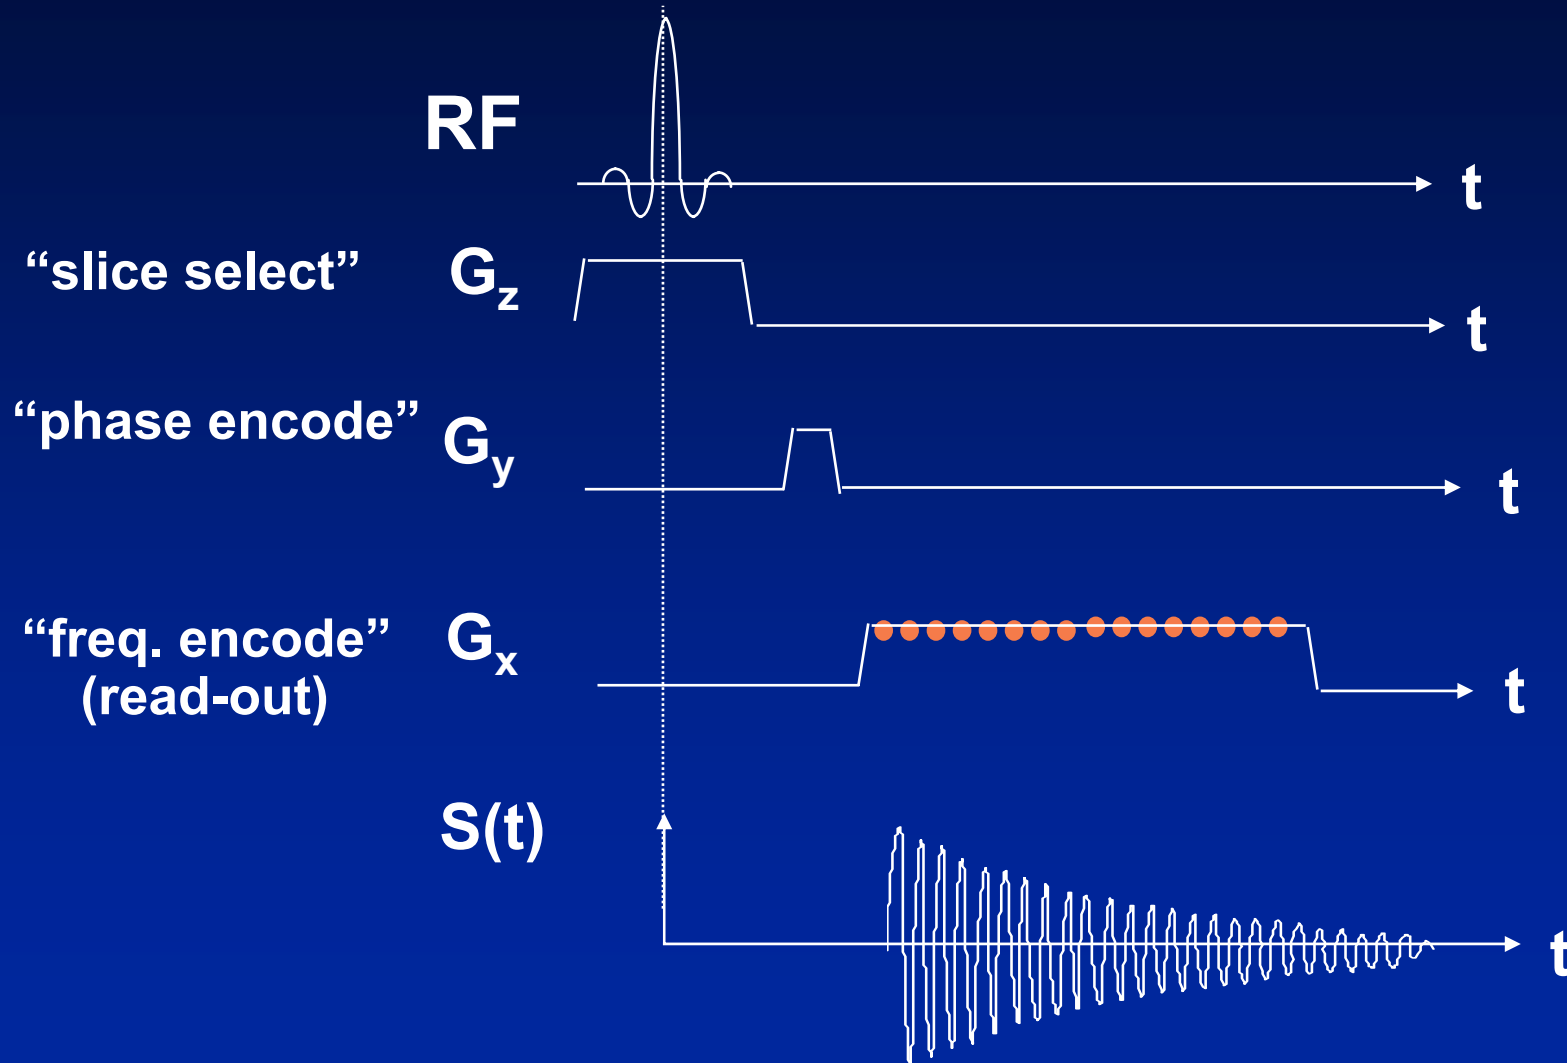 RF
t
“slice select” Gz
t
“phase encode” Gy
t
“freq. encode” Gx
(read-out)
t
S(t)
t